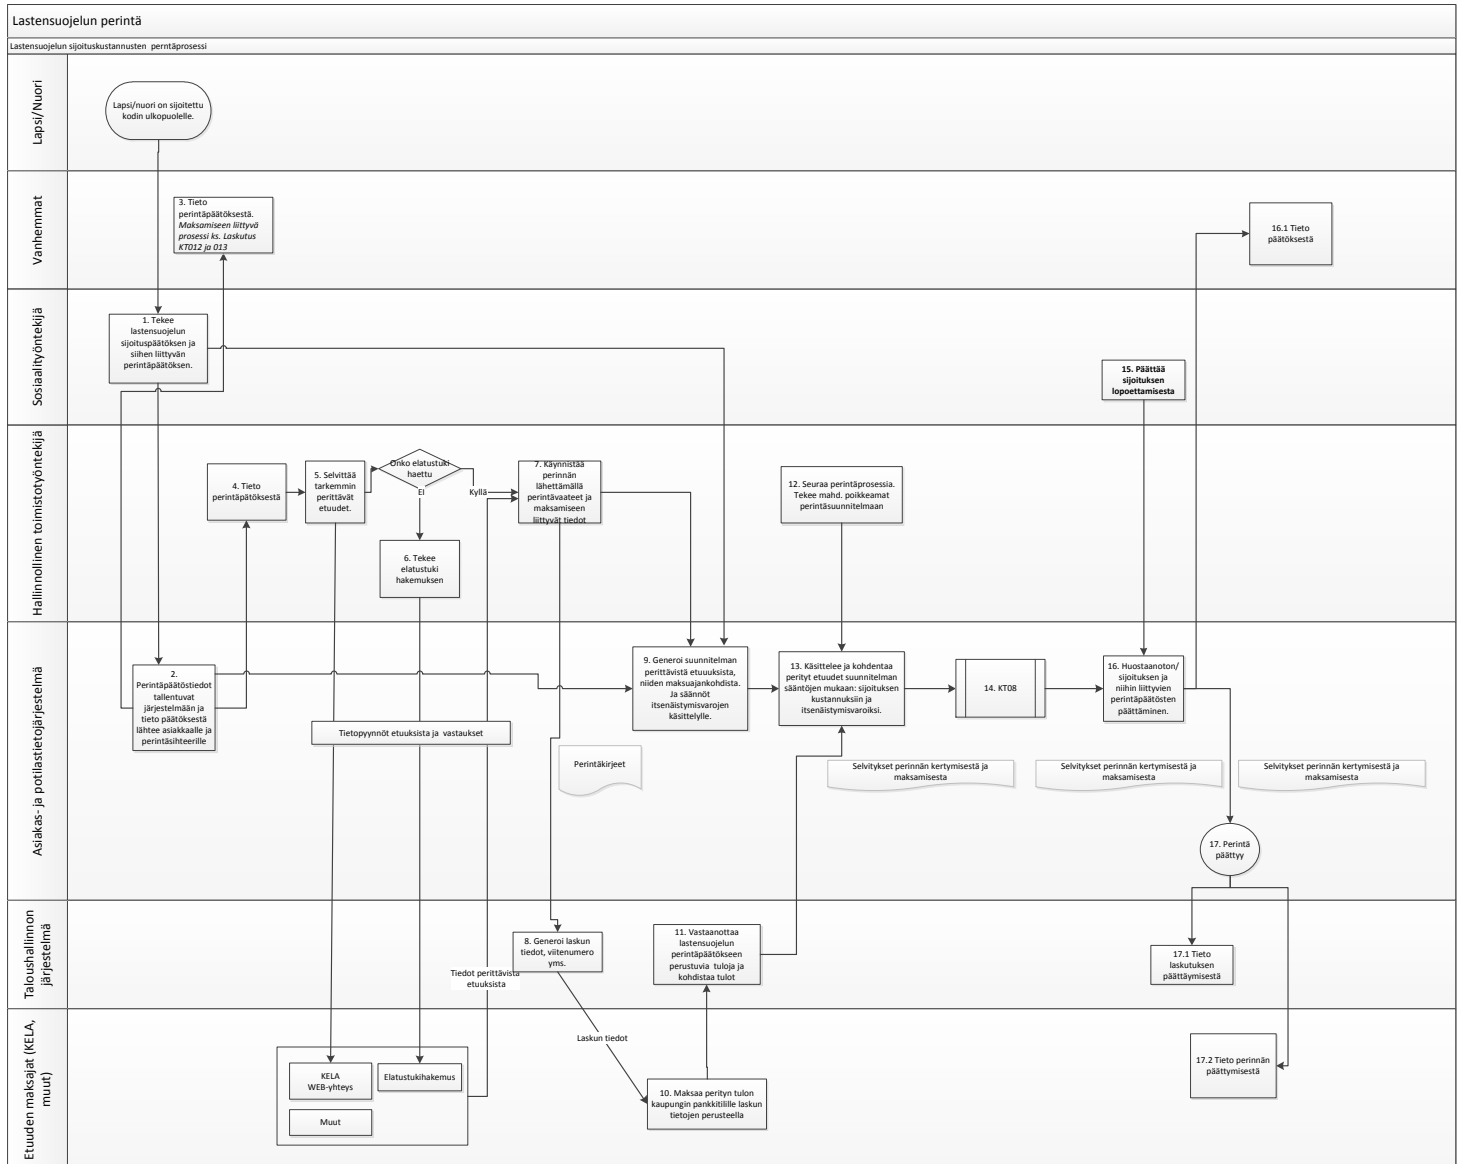 Lastensuojelun perintä
Lastensuojelun sijoituskustannusten perntäprosessi
Lapsi/Nuori
Lapsi/nuori on sijoitettu
kodin ulkopuolelle.
Vanhemmat
3. Tieto
perintäpäätöksestä.
Maksamiseen liittyvä
prosessi ks. Laskutus
KT012 ja 013
16.1 Tieto
päätöksestä
Sosiaalityöntekijä
1. Tekee
lastensuojelun
sijoituspäätöksen ja
siihen liittyvän
perintäpäätöksen.
15. Päättää
sijoituksen
lopoettamisesta
Hallinnollinen toimistotyöntekijä
4. Tieto
perintäpätöksestä
5. Selvittää
tarkemmin
perittävät
etuudet.
Onko elatustuki
haettu
EI
Kyllä
6. Tekee
elatustuki
hakemuksen
7. Käynnistää
perinnän
lähettämällä
perintävaateet ja
maksamiseen
liittyvät tiedot
12. Seuraa perintäprosessia.
Tekee mahd. poikkeamat
perintäsuunnitelmaan
Asiakas- ja potilastietojärjestelmä
2.
Perintäpäätöstiedot
tallentuvat
järjestelmään ja
tieto päätöksestä
lähtee asiakkaalle ja
perintäsihteerille
Tietopyynnöt etuuksista ja vastaukset
Perintäkirjeet
9. Generoi suunnitelman
perittävistä etuuuksista,
niiden maksuajankohdista.
Ja säännöt
itsenäistymisvarojen
käsittelylle.
13. Käsittelee ja kohdentaa
perityt etuudet suunnitelman
sääntöjen mukaan: sijoituksen
kustannuksiin ja
itsenäistymisvaroiksi.
14. KT08
16. Huostaanoton/
sijoituksen ja
niihin liittyvien
perintäpäätösten
päättäminen.
Selvitykset perinnän kertymisestä ja
maksamisesta
Selvitykset perinnän kertymisestä ja
maksamisesta
Selvitykset perinnän kertymisestä ja
maksamisesta
17. Perintä
päättyy
Taloushallinnon
järjestelmä
Tiedot perittävistä
etuuksista
8. Generoi laskun
tiedot, viitenumero
yms.
11. Vastaanottaa
lastensuojelun
perintäpäätökseen
perustuvia tuloja ja
kohdistaa tulot
17.1 Tieto
laskutuksen
päättäymisestä
Etuuden maksajat (KELA,
muut)
KELA
WEB-yhteys
Elatustukihakemus
Muut
Laskun tiedot
10. Maksaa perityn tulon
kaupungin pankkitilille laskun
tietojen perusteella
17.2 Tieto perinnän
päättymisestä